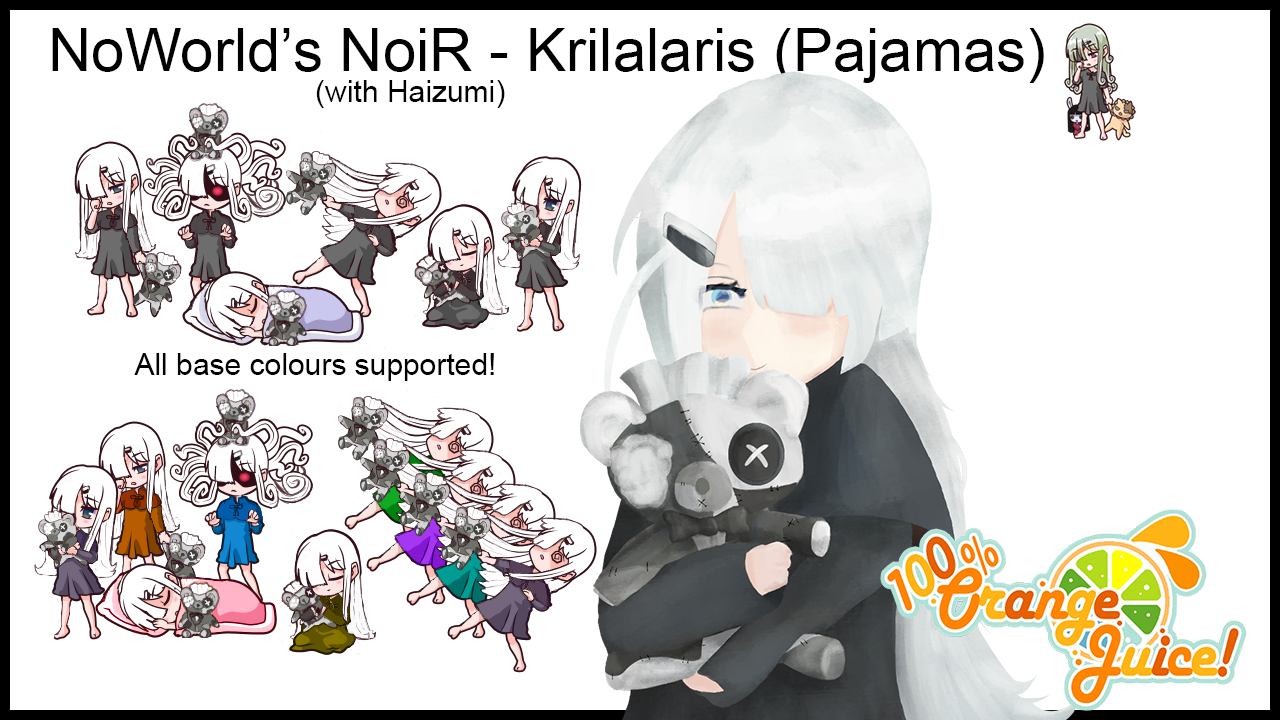 NoWorld’s NoiR - Krilalaris (Pajamas)
(with Haizumi)
All base colours supported!
100%
Orange
Juice!